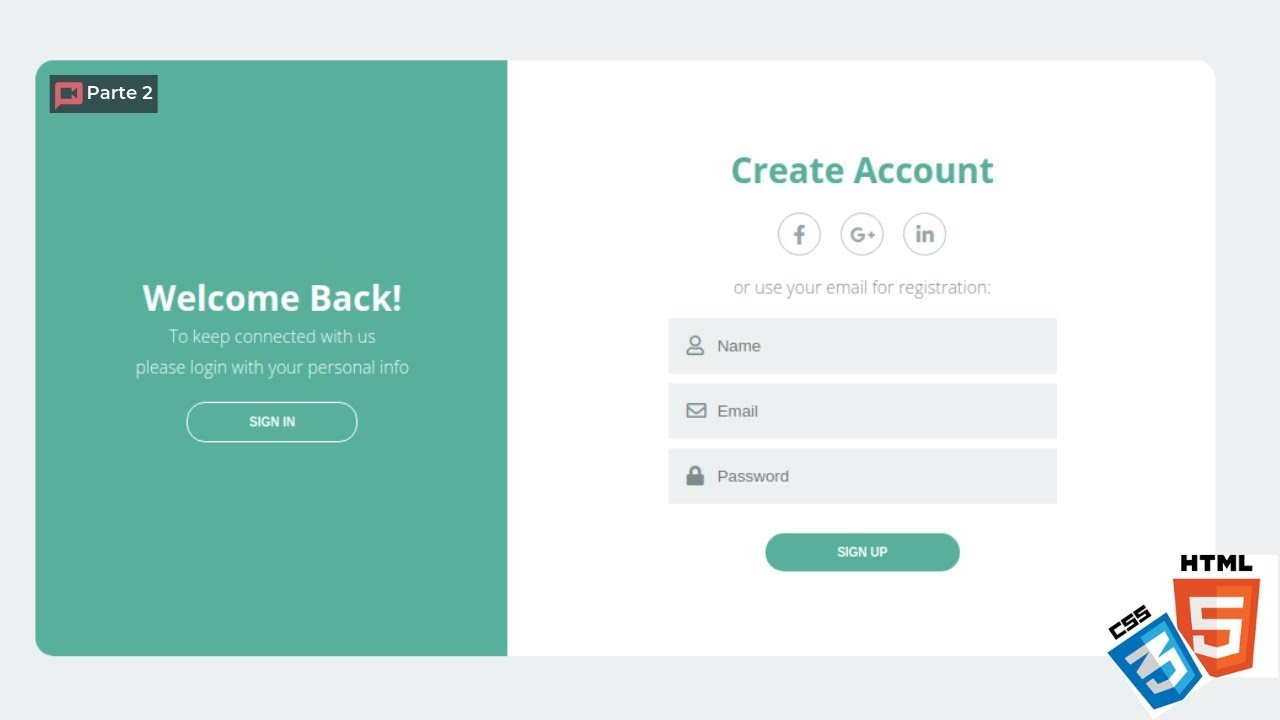 Parte 2
Welcome Back!
To keep connected with us
please login with your personal info
SIGN IN
Create Account
f G+ in
or use your email for registration:
Name
Email
Password
SIGN UP
HTML
5
CSS
3